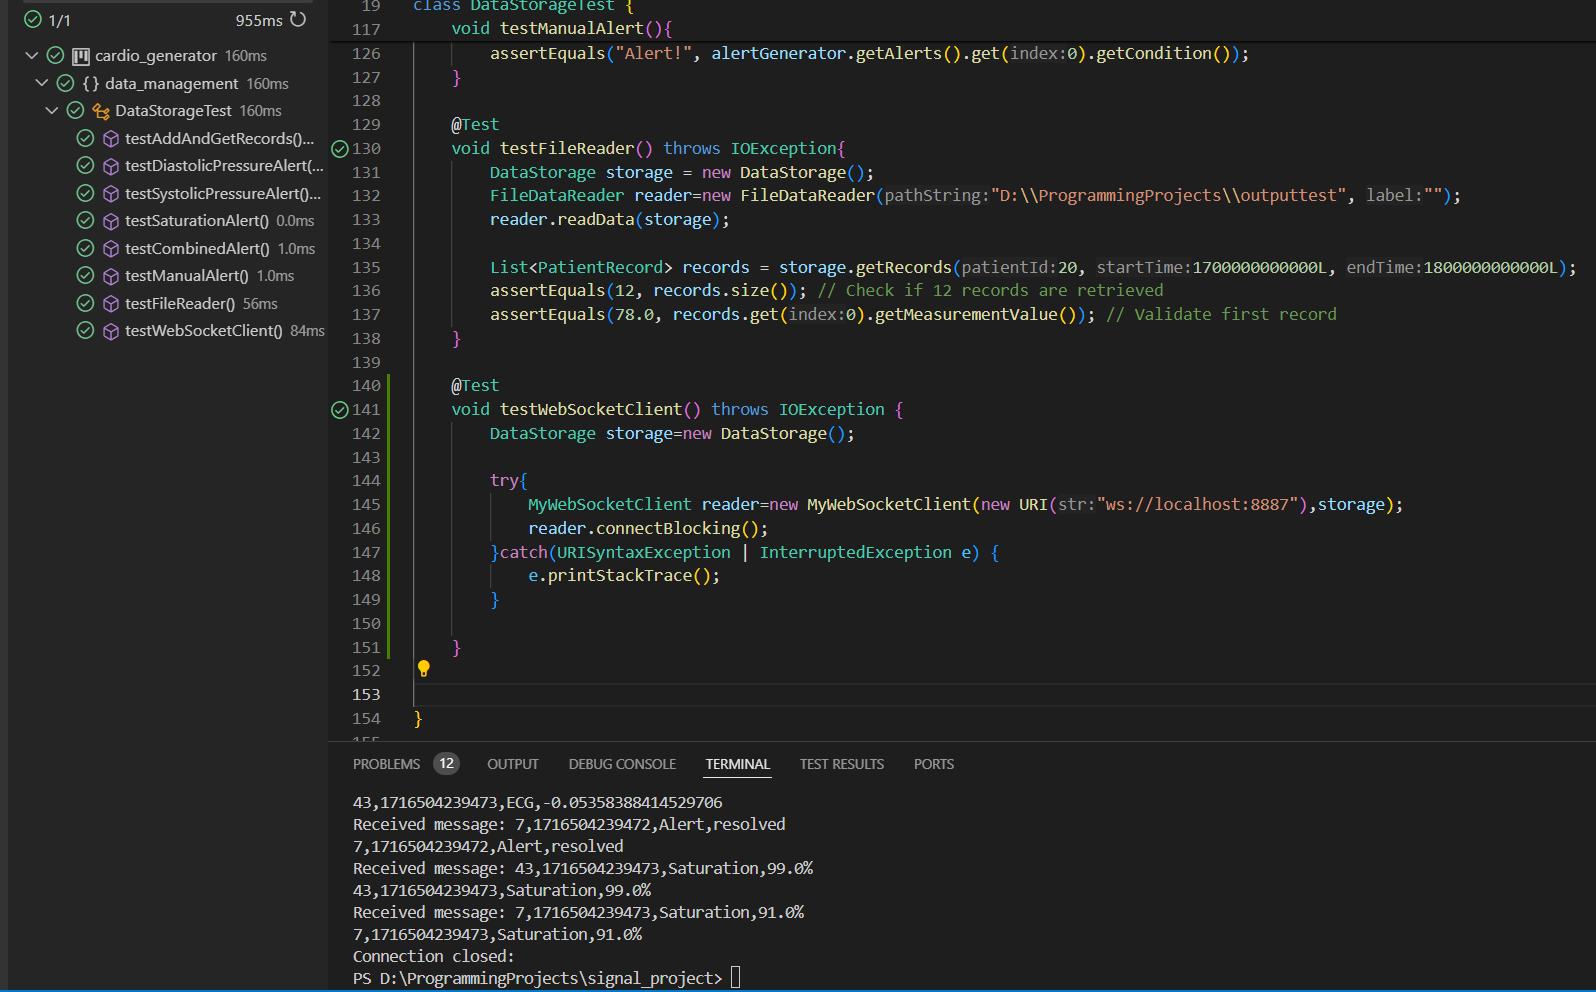 1/1
955ms
cardio_generator 160ms
{} data_management 160ms
DataStorageTest 160ms
testAddAndGetRecords()...
testDiastolicPressureAlert(...
testSystolicPressureAlert()...
testSaturationAlert() 0.0ms
testCombinedAlert() 1.0ms
testManualAlert() 1.0ms
testFileReader() 56ms
testWebSocketClient() 84ms
19 class DataStorageTest {
117 void testManualAlert(){
126 assertEquals("Alert!", alertGenerator.getAlerts().get(index:0).getCondition());
127 }
128
129 @Test
130 void testFileReader() throws IOException{
131 DataStorage storage = new DataStorage();
132 FileDataReader reader=new FileDataReader(pathString:"D:\\ProgrammingProjects\\outputtest", label:"");
133 reader.readData(storage);
134
135 List<PatientRecord> records = storage.getRecords(patientId:20, startTime:1700000000000L, endTime:1800000000000L);
136 assertEquals(12, records.size()); // Check if 12 records are retrieved
137 assertEquals(78.0, records.get(index:0).getMeasurementValue()); // Validate first record
138 }
139
140 @Test
141 void testWebSocketClient() throws IOException {
142 DataStorage storage=new DataStorage();
143
144 try{
145 MyWebSocketClient reader=new MyWebSocketClient(new URI(str:"ws://localhost:8887"),storage);
146 reader.connectBlocking();
147 }catch(URISyntaxException | InterruptedException e) {
148 e.printStackTrace();
149 }
150
151 }
152
153
154 }
155
PROBLEMS 12 OUTPUT DEBUG CONSOLE TERMINAL TEST RESULTS PORTS
43,1716504239473,ECG,-0.05358388414529706
Received message: 7,1716504239472,Alert,resolved
7,1716504239472,Alert,resolved
Received message: 43,1716504239473,Saturation,99.0%
43,1716504239473,Saturation,99.0%
Received message: 7,1716504239473,Saturation,91.0%
7,1716504239473,Saturation,91.0%
Connection closed:
PS D:\ProgrammingProjects\signal_project>